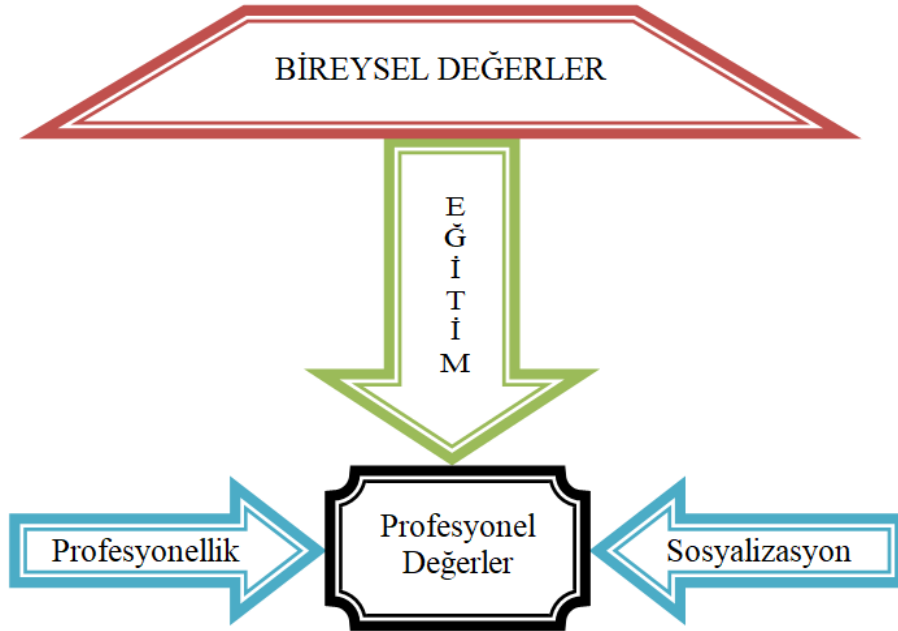 BİREYSEL DEĞERLER
E
Ğ
İ
T
İ
M
Profesyonellik
Profesyonel
Değerler
Sosyalizasyon